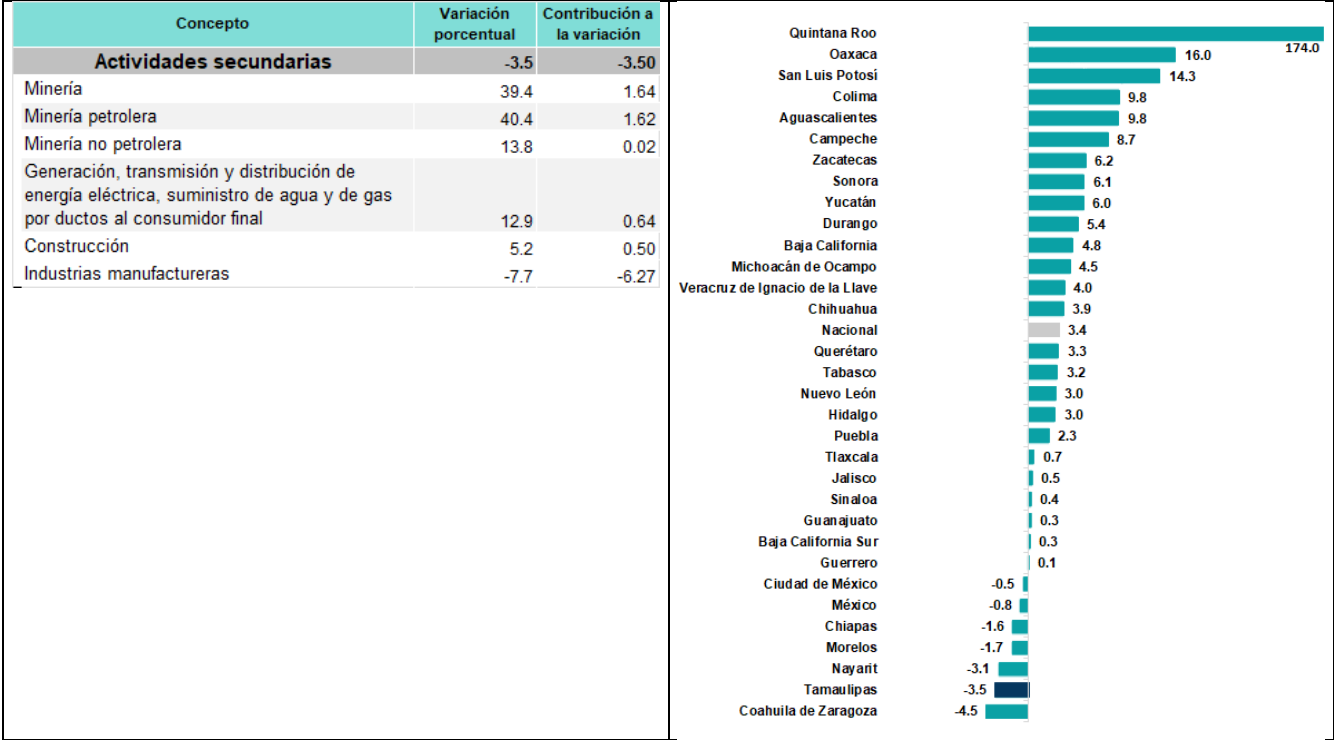 Concepto
Variación porcentual
Contribución a la variación
Actividades secundarias -3.5 -3.50
Minería 39.4 1.64
Minería petrolera 40.4 1.62
Minería no petrolera 13.8 0.02
Generación, transmisión y distribución de
energía eléctrica, suministro de agua y de gas
por ductos al consumidor final 12.9 0.64
Construcción 5.2 0.50
Industrias manufactureras -7.7 -6.27
Quintana Roo 174.0
Oaxaca 16.0
San Luis Potosí 14.3
Colima 9.8
Aguascalientes 9.8
Campeche 8.7
Zacatecas 6.2
Sonora 6.1
Yucatán 6.0
Durango 5.4
Baja California 4.8
Michoacán de Ocampo 4.5
Veracruz de Ignacio de la Llave 4.0
Chihuahua 3.9
Nacional 3.4
Querétaro 3.3
Tabasco 3.2
Nuevo León 3.0
Hidalgo 3.0
Puebla 2.3
Tlaxcala 0.7
Jalisco 0.5
Sinaloa 0.4
Guanajuato 0.3
Baja California Sur 0.3
Guerrero 0.1
Ciudad de México -0.5
México -0.8
Chiapas -1.6
Morelos -1.7
Nayarit -3.1
Tamaulipas -3.5
Coahuila de Zaragoza -4.5